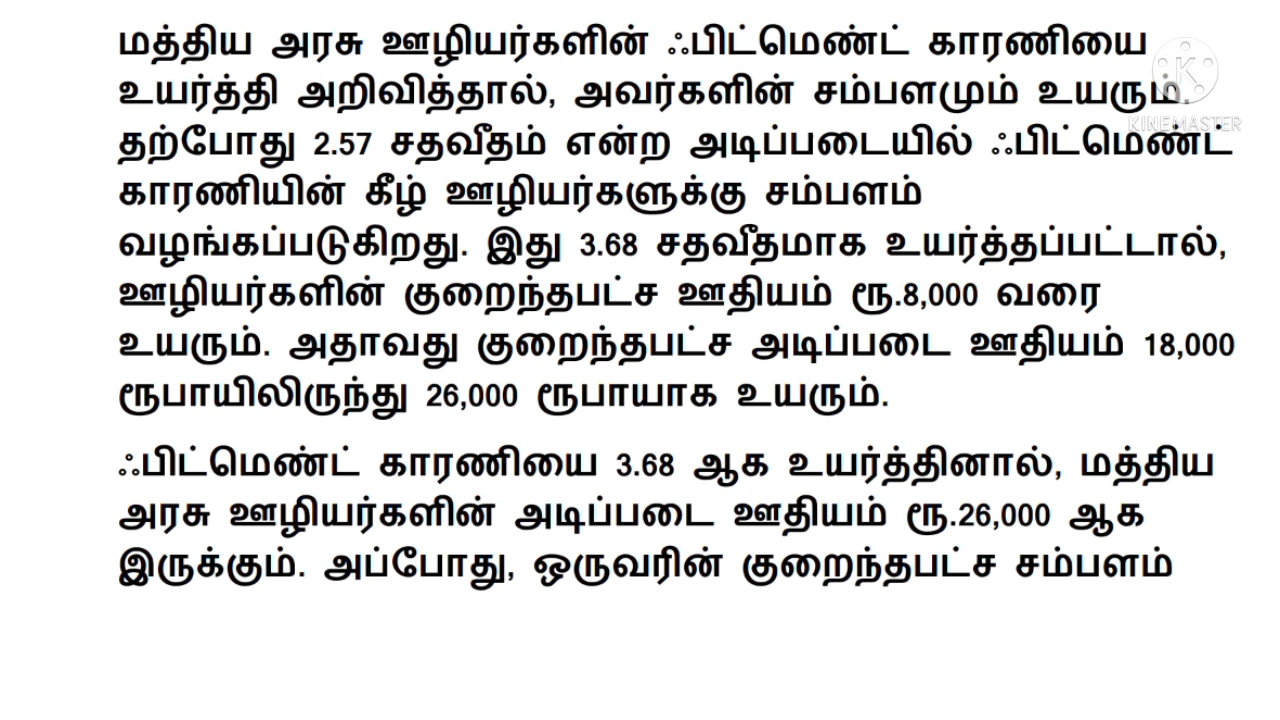 மத்திய அரசு ஊழியர்களின் ஃபிட்மெண்ட் காரணியை
உயர்த்தி அறிவித்தால், அவர்களின் சம்பளமும் உயரும்.
KINEMASTER
தற்போது 2.57 சதவீதம் என்ற அடிப்படையில் ஃபிட்மெண்ட்
காரணியின் கீழ் ஊழியர்களுக்கு சம்பளம்
வழங்கப்படுகிறது. இது 3.68 சதவீதமாக உயர்த்தப்பட்டால்,
ஊழியர்களின் குறைந்தபட்ச ஊதியம் ரூ.8,000 வரை
உயரும். அதாவது குறைந்தபட்ச அடிப்படை ஊதியம் 18,000
ரூபாயிலிருந்து 26,000 ரூபாயாக உயரும்.
ஃபிட்மெண்ட் காரணியை 3.68 ஆக உயர்த்தினால், மத்திய
அரசு ஊழியர்களின் அடிப்படை ஊதியம் ரூ.26,000 ஆக
இருக்கும். அப்போது, ஒருவரின் குறைந்தபட்ச சம்பளம்